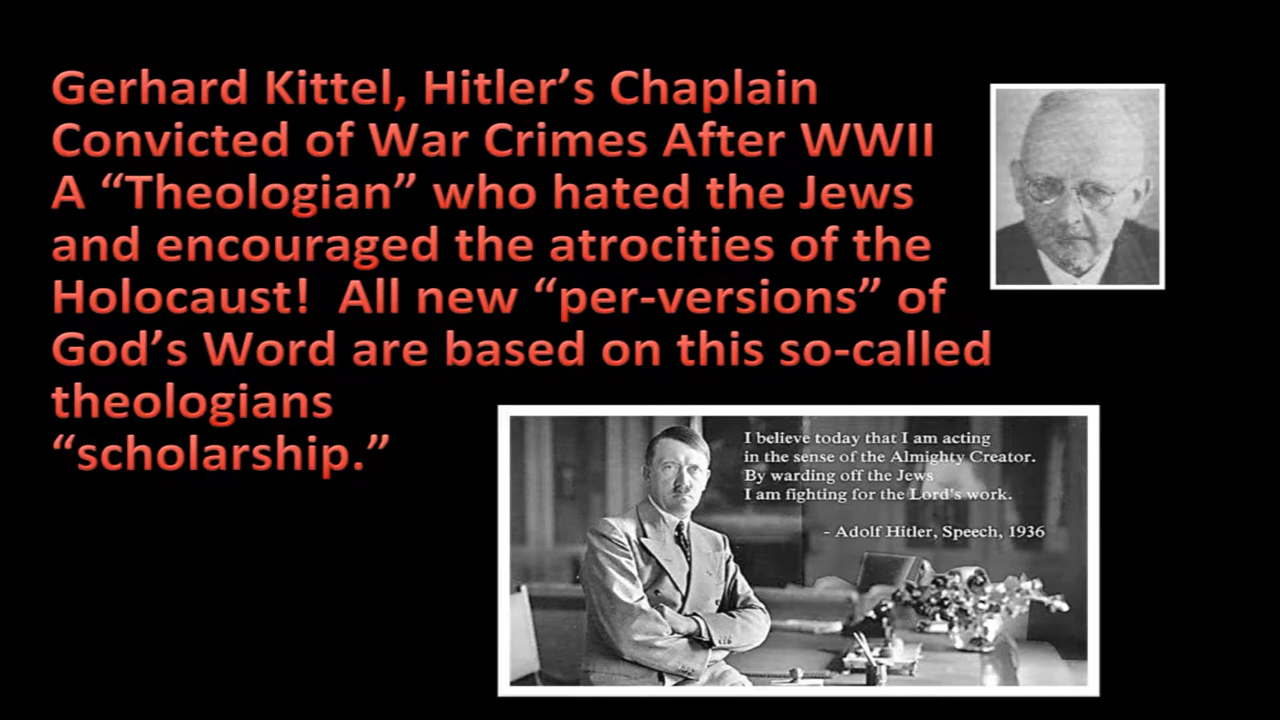 Gerhard Kittel, Hitler’s Chaplain
Convicted of War Crimes After WWII
A “Theologian” who hated the Jews
and encouraged the atrocities of the
Holocaust!  All new “per-versions” of
God’s Word are based on this so-called
theologians
“scholarship.”
I believe today that I am acting
in the sense of the Almighty Creator.
By warding off the Jews
I am fighting for the Lord's work.
- Adolf Hitler, Speech, 1936